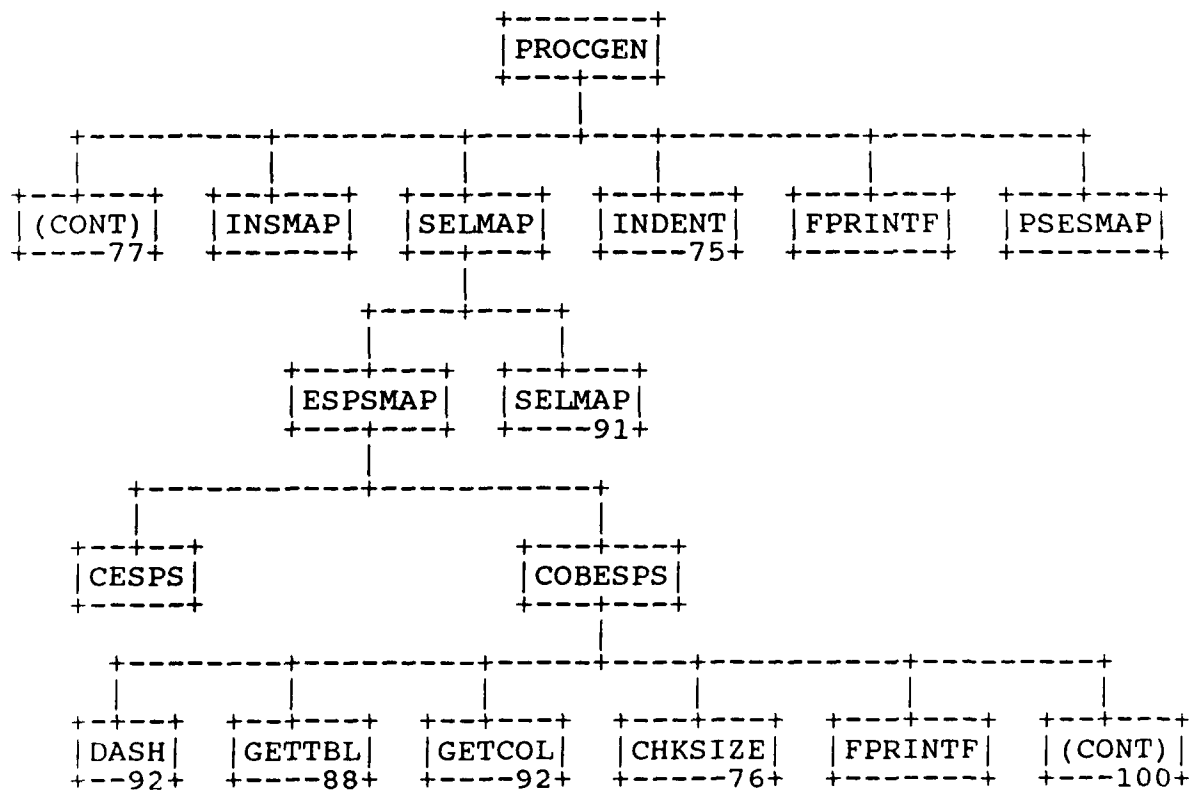 PROCGEN
(CONT) INSMAP SELMAP INDENT FPRINTF PSESMAP
77 75
ESPSMAP SELMAP
91
CESPS COBESPS
DASH GETTBL GETCOL CHKSIZE FPRINTF (CONT)
92 88 92 76 100